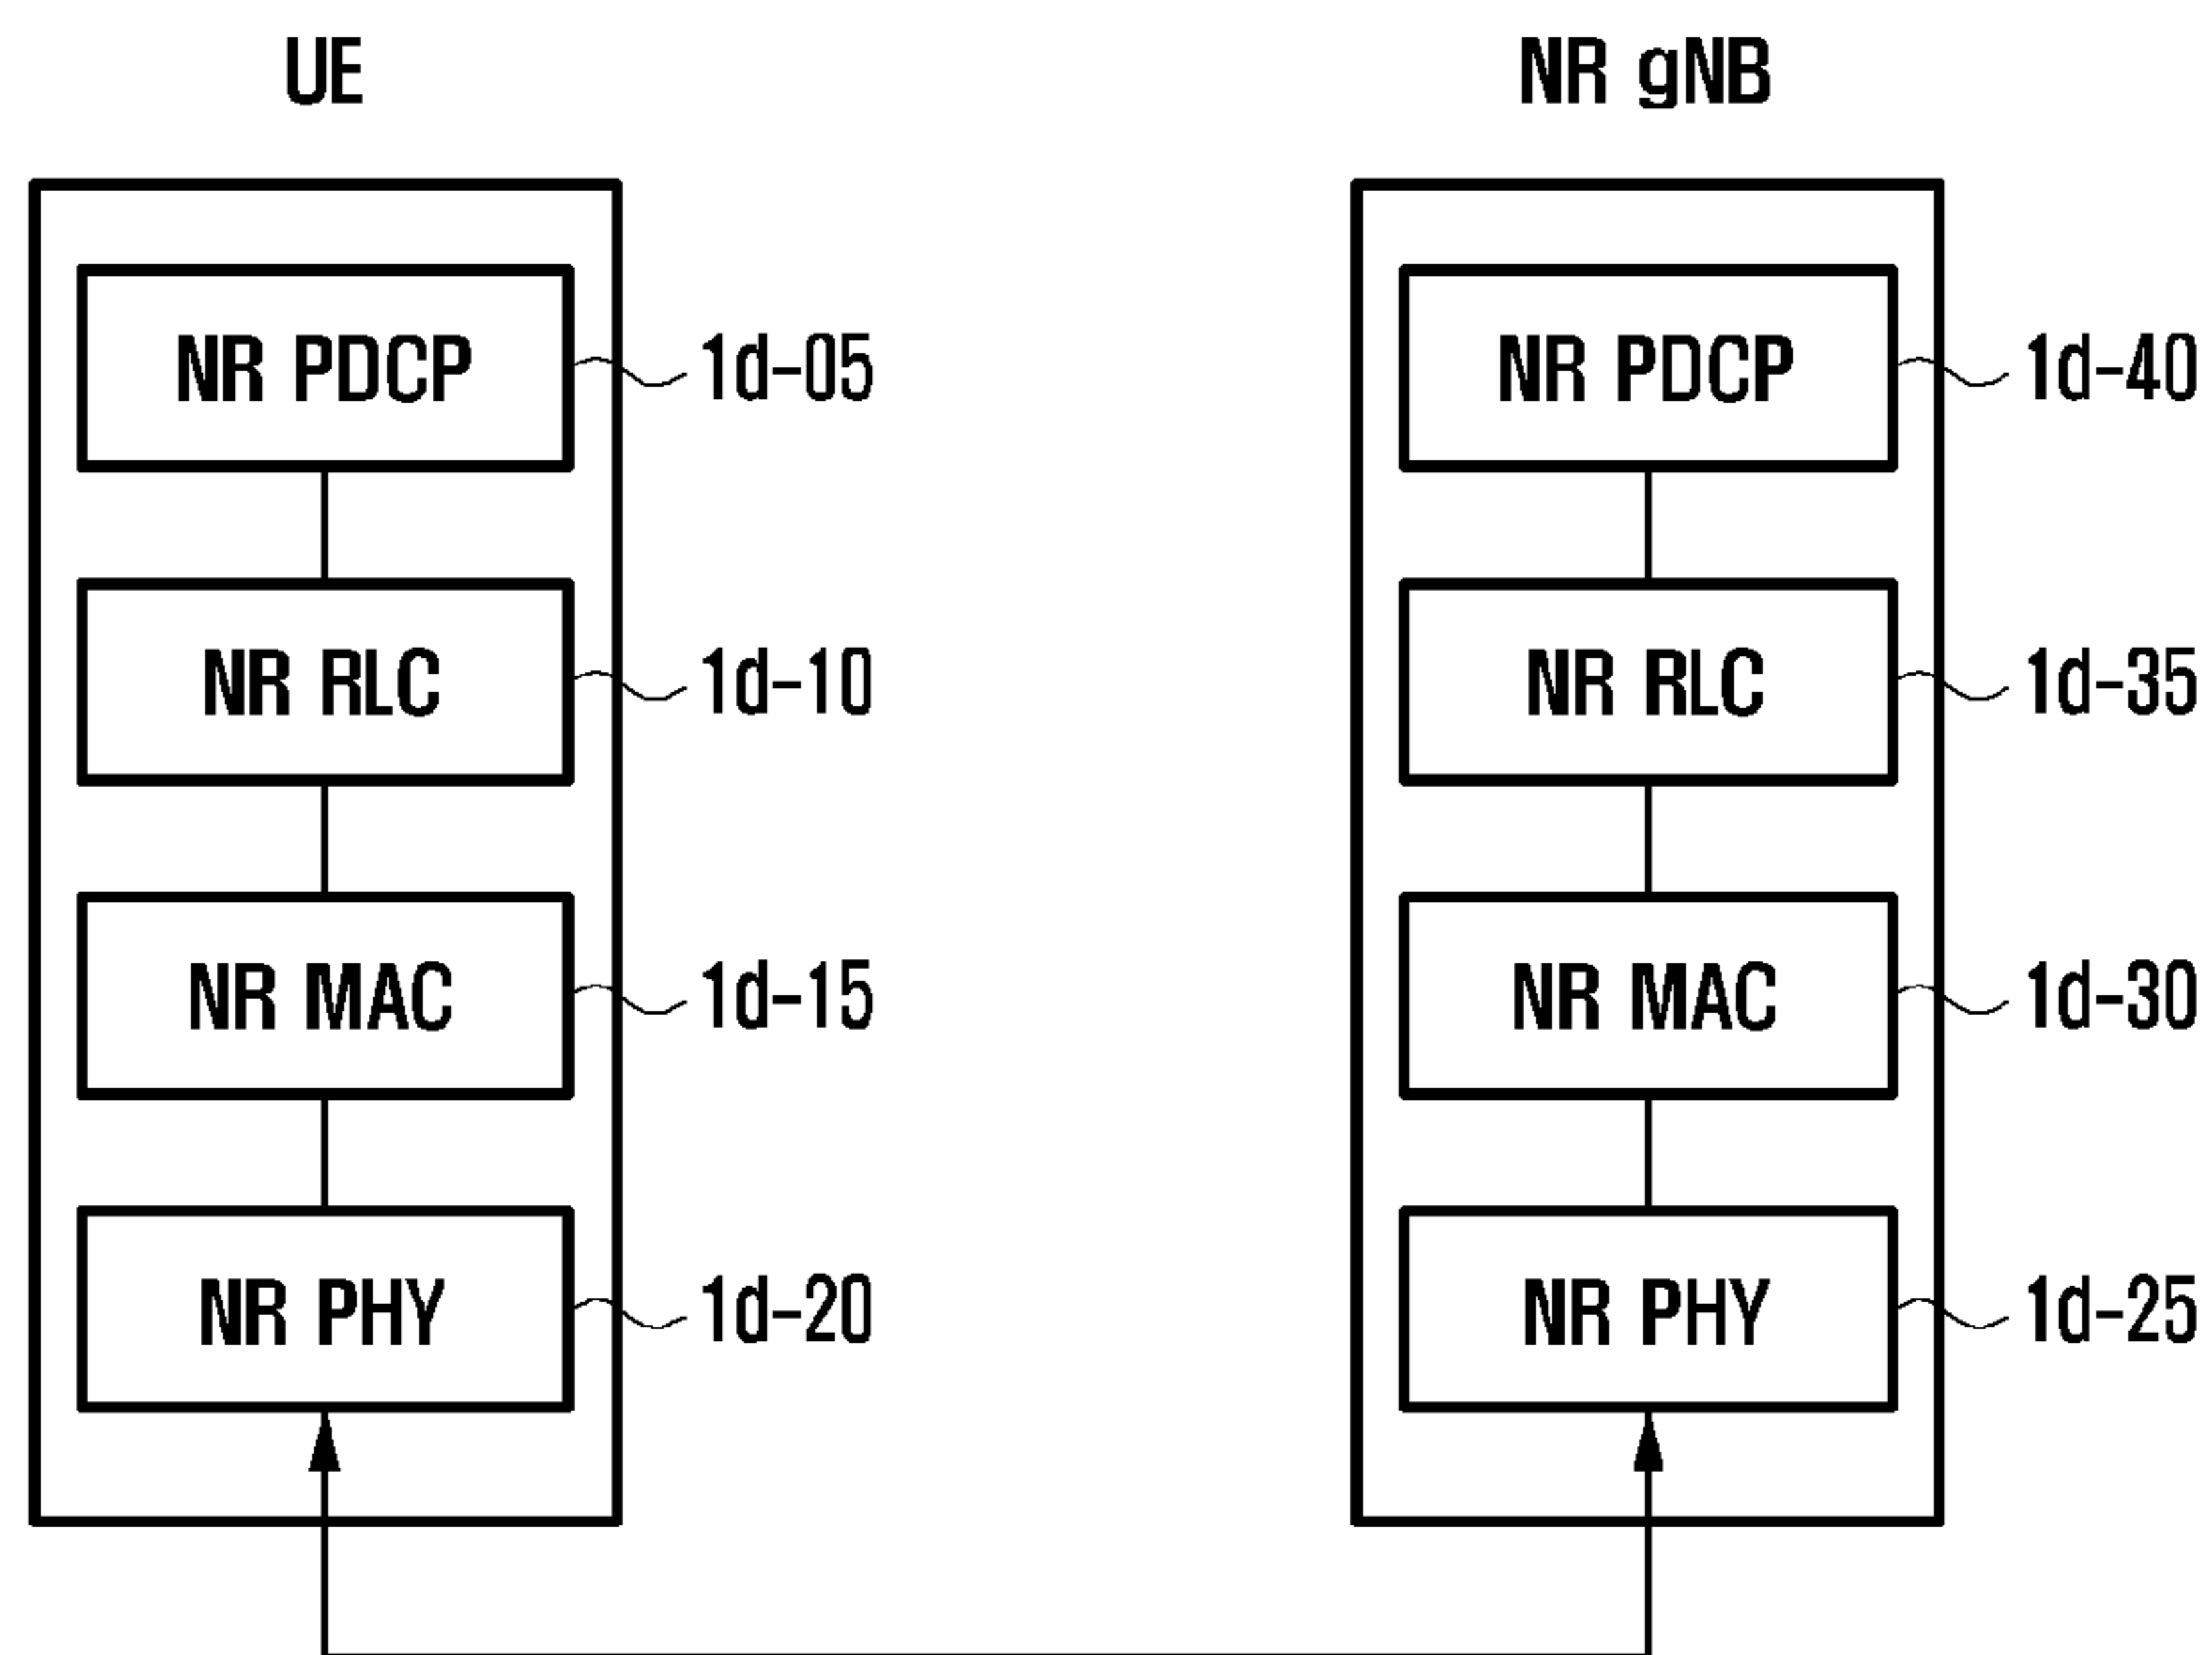 UE
NR gNB
NR PDCP
1d-05
NR PDCP
1d-40
NR RLC
1d-10
NR RLC
1d-35
NR MAC
1d-15
NR MAC
1d-30
NR PHY
1d-20
NR PHY
1d-25